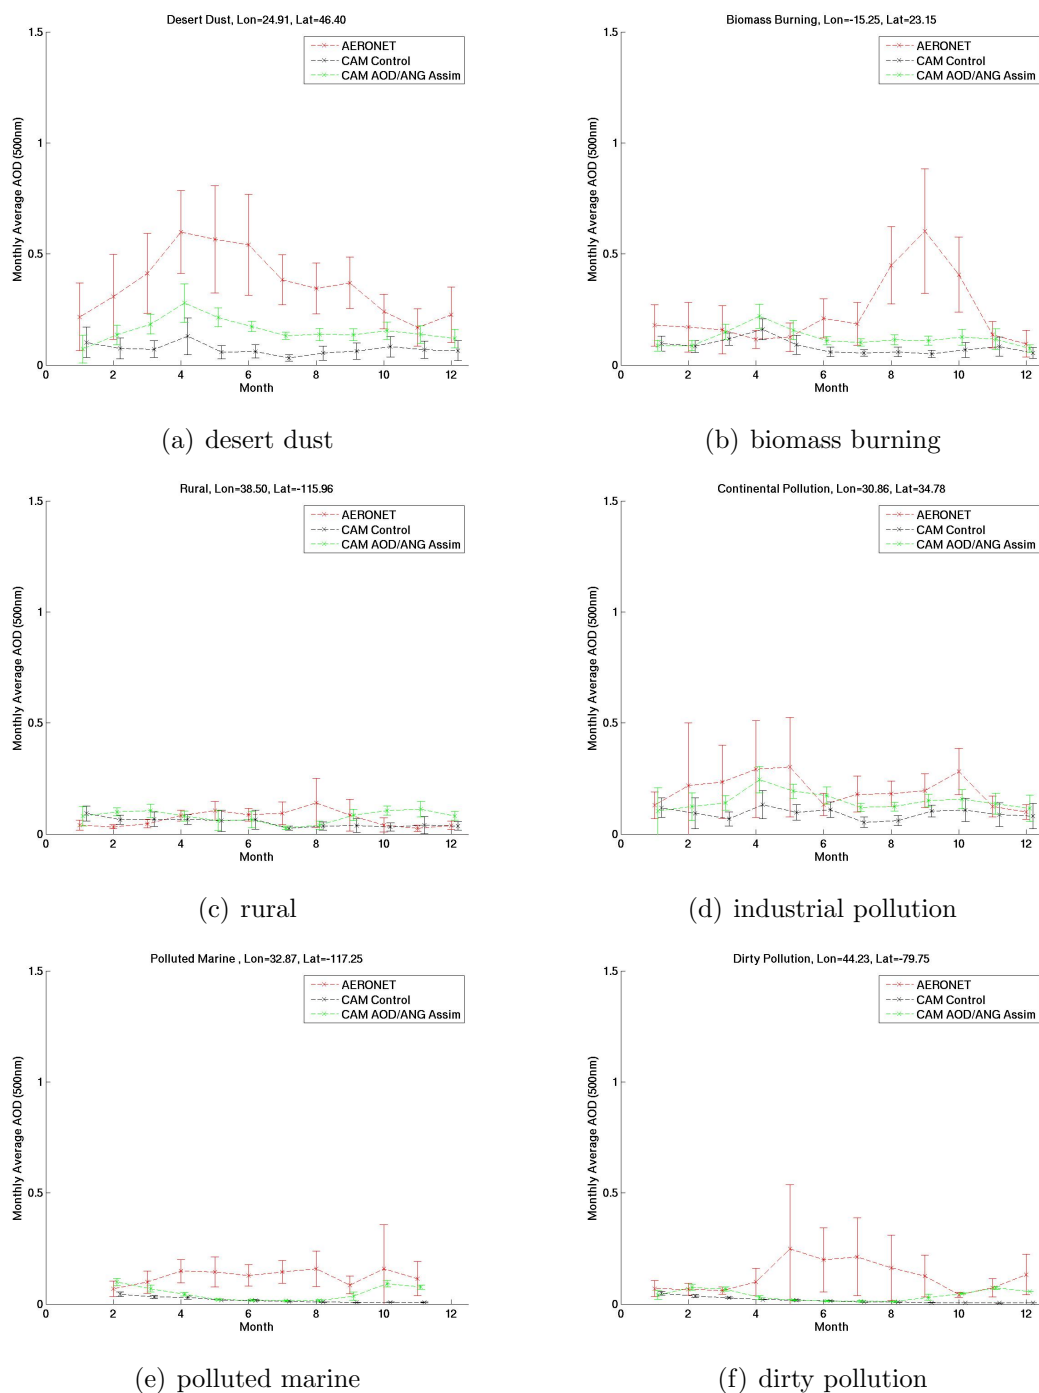 Desert Dust, Lon=24.91, Lat=46.40
AERONET
CAM Control
CAM AOD/ANG Assim
Monthly Average AOD (500nm)
1.5
1
0.5
0
0 2 4 6 8 10 12
Month
(a) desert dust
Biomass Burning, Lon=-15.25, Lat=23.15
AERONET
CAM Control
CAM AOD/ANG Assim
Monthly Average AOD (500nm)
1.5
1
0.5
0
0 2 4 6 8 10 12
Month
(b) biomass burning
Rural, Lon=38.50, Lat=-115.96
AERONET
CAM Control
CAM AOD/ANG Assim
Monthly Average AOD (500nm)
1.5
1
0.5
0
0 2 4 6 8 10 12
Month
(c) rural
Continental Pollution, Lon=30.86, Lat=34.78
AERONET
CAM Control
CAM AOD/ANG Assim
Monthly Average AOD (500nm)
1.5
1
0.5
0
0 2 4 6 8 10 12
Month
(d) industrial pollution
Polluted Marine , Lon=32.87, Lat=-117.25
AERONET
CAM Control
CAM AOD/ANG Assim
Monthly Average AOD (500nm)
1.5
1
0.5
0
0 2 4 6 8 10 12
Month
(e) polluted marine
Dirty Pollution, Lon=44.23, Lat=-79.75
AERONET
CAM Control
CAM AOD/ANG Assim
Monthly Average AOD (500nm)
1.5
1
0.5
0
0 2 4 6 8 10 12
Month
(f) dirty pollution